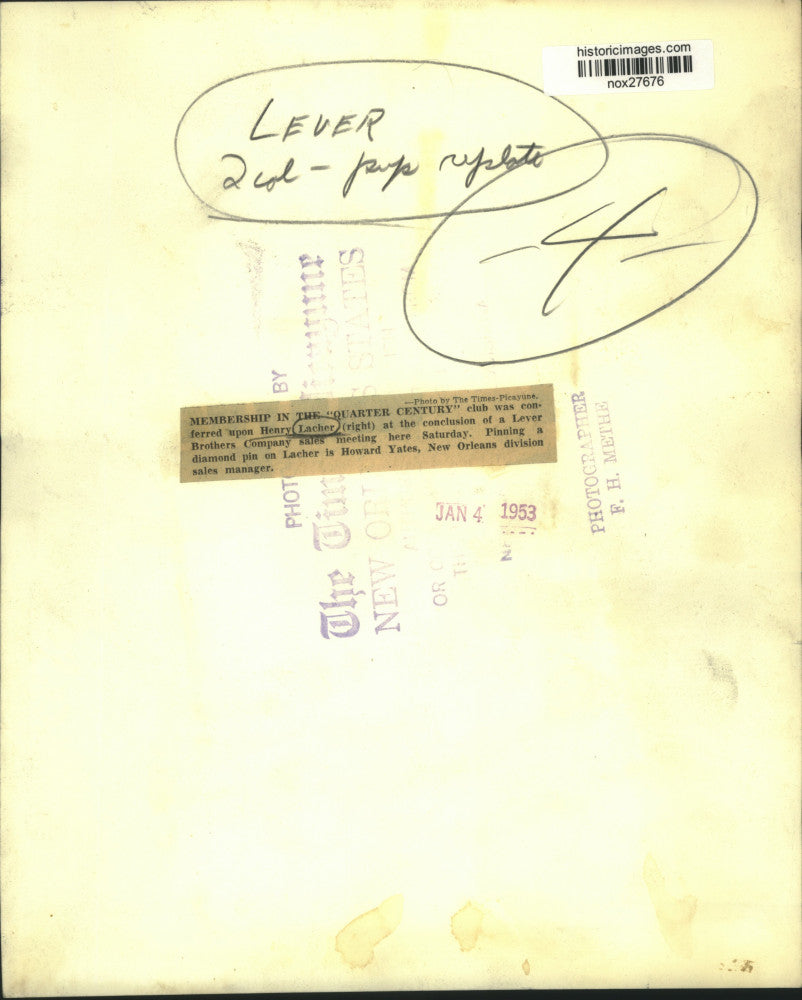 historicimages.com
nox27676
LEVER
2 col - pup replate
-4-
PHOT BY
The Times-Picayune
NEW ORLEANS STATES
—Photo by The Times-Picayune.
MEMBERSHIP IN THE "QUARTER CENTURY" club was con-
ferred upon Henry Lacher (right) at the conclusion of a Lever
Brothers Company sales meeting here Saturday. Pinning a
diamond pin on Lacher is Howard Yates, New Orleans division
sales manager.
JAN 4 1953
PHOTOGRAPHER
F. H. METHE